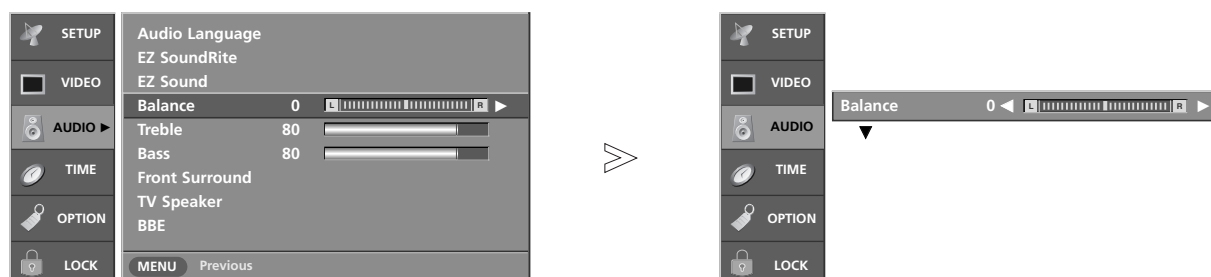 SETUP
VIDEO
AUDIO ►
TIME
OPTION
LOCK
Audio Language
EZ SoundRite
EZ Sound
Balance 0 L R ►
Treble 80
Bass 80
Front Surround
TV Speaker
BBE
MENU Previous
SETUP
VIDEO
AUDIO
TIME
OPTION
LOCK
Balance 0 ◄ L R ►
▼